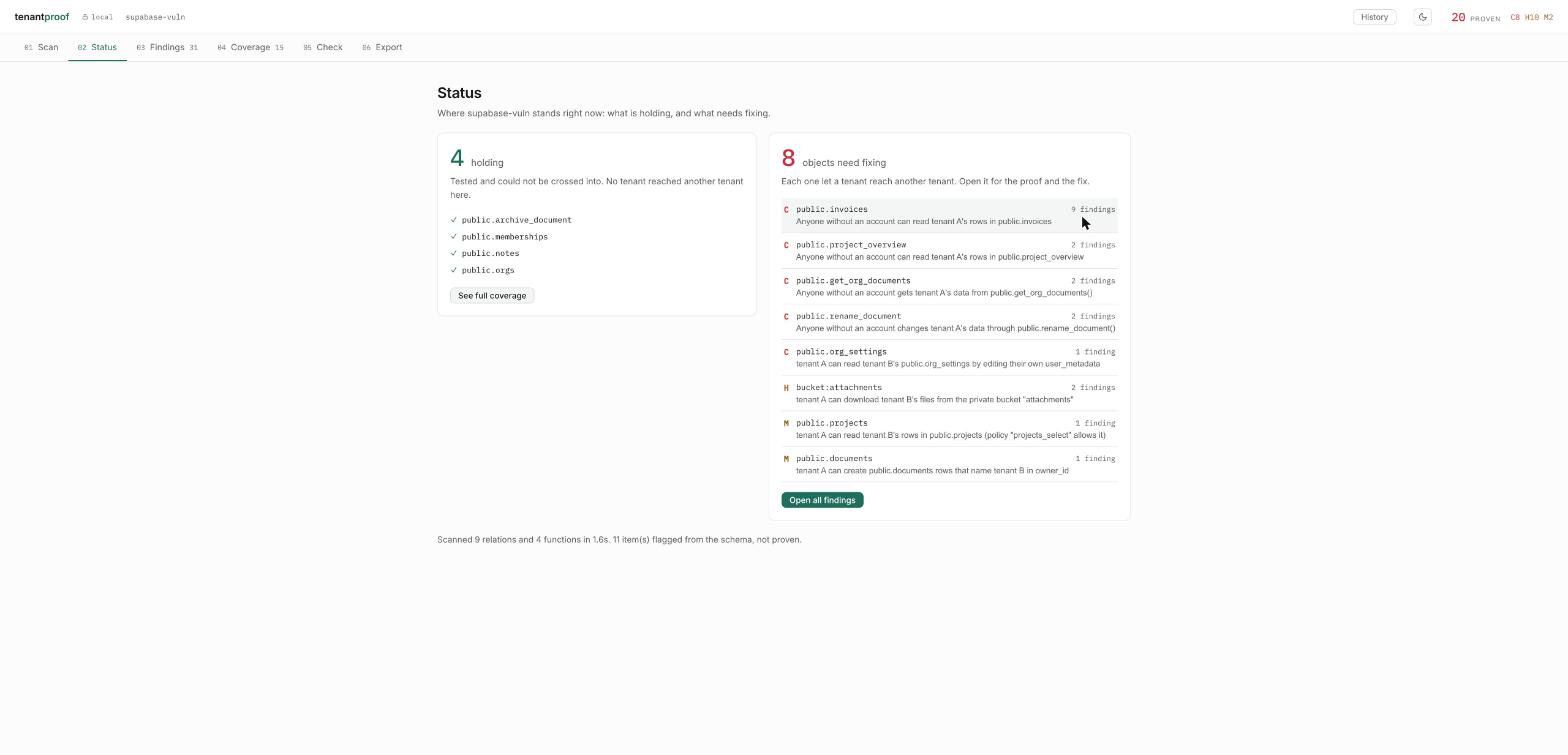 tenantproof local supabase-vuln History 20 PROVEN C8 H10 M2
01 Scan 02 Status 03 Findings 31 04 Coverage 15 05 Check 06 Export
Status
Where supabase-vuln stands right now: what is holding, and what needs fixing.
4 holding
Tested and could not be crossed into. No tenant reached another tenant
here.
✓ public.archive_document
✓ public.memberships
✓ public.notes
✓ public.orgs
See full coverage
8 objects need fixing
Each one let a tenant reach another tenant. Open it for the proof and the fix.
C public.invoices 9 findings
Anyone without an account can read tenant A's rows in public.invoices
C public.project_overview 2 findings
Anyone without an account can read tenant A's rows in public.project_overview
C public.get_org_documents 2 findings
Anyone without an account gets tenant A's data from public.get_org_documents()
C public.rename_document 2 findings
Anyone without an account changes tenant A's data through public.rename_document()
C public.org_settings 1 finding
tenant A can read tenant B's public.org_settings by editing their own user_metadata
H bucket:attachments 2 findings
tenant A can download tenant B's files from the private bucket "attachments"
M public.projects 1 finding
tenant A can read tenant B's rows in public.projects (policy "projects_select" allows it)
M public.documents 1 finding
tenant A can create public.documents rows that name tenant B in owner_id
Open all findings
Scanned 9 relations and 4 functions in 1.6s. 11 item(s) flagged from the schema, not proven.